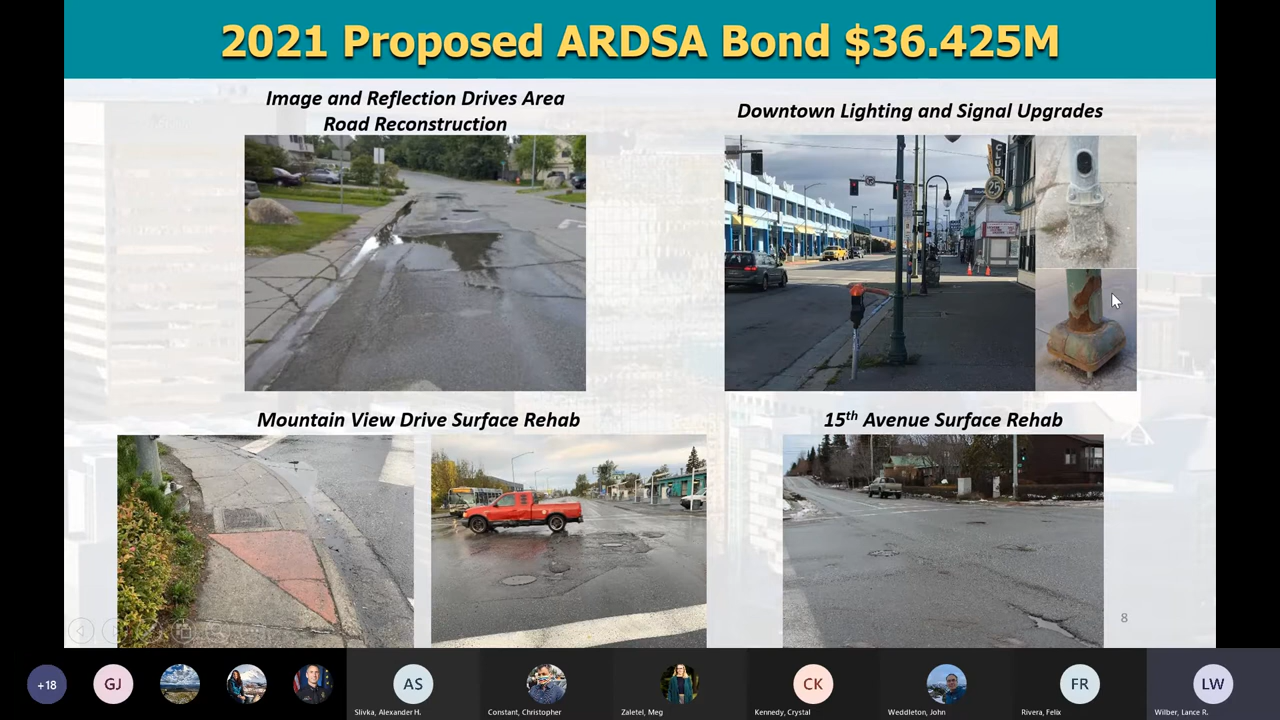 2021 Proposed ARDSA Bond $36.425M
Image and Reflection Drives Area
Road Reconstruction
Downtown Lighting and Signal Upgrades
CLUB
25
Mountain View Drive Surface Rehab
15th Avenue Surface Rehab
8
+18
GJ
AS
CK
FR
LW
Slivka, Alexander H.
Constant, Christopher
Zaletel, Meg
Kennedy, Crystal
Weddleton, John
Rivera, Felix
Wilber, Lance R.